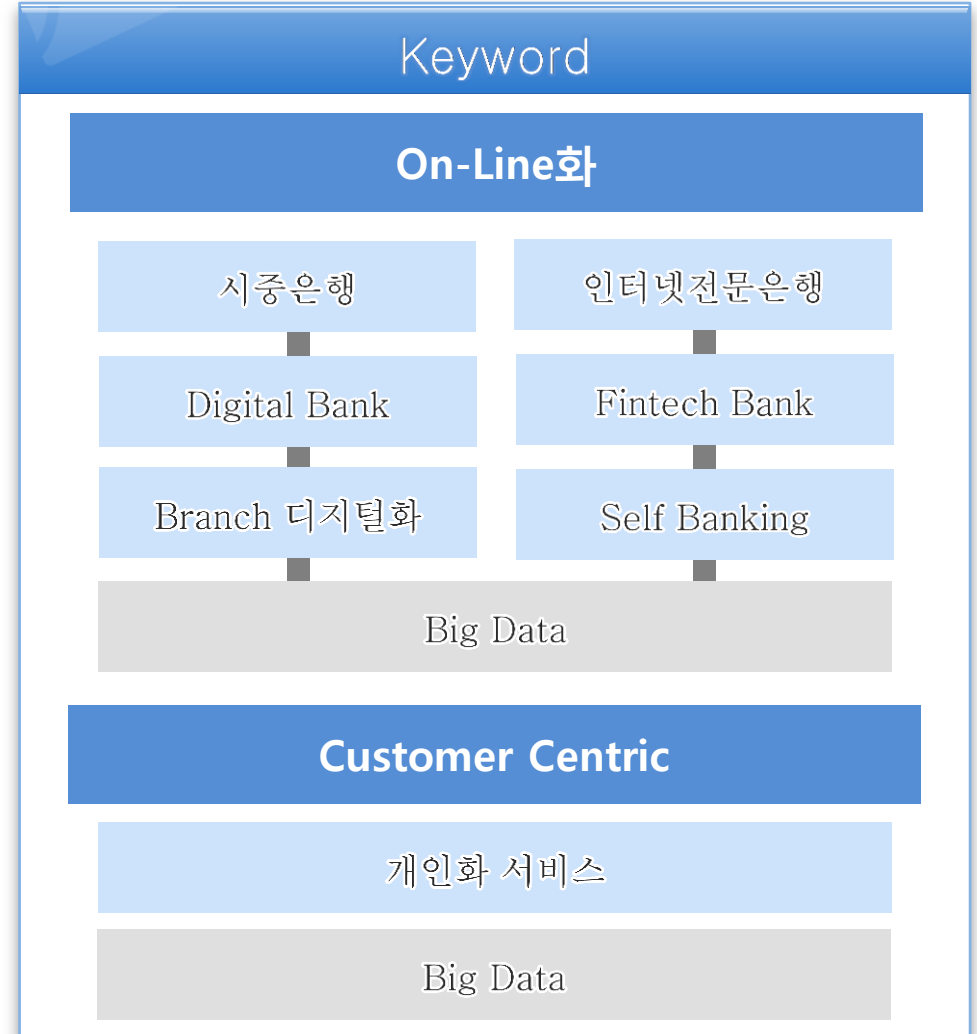 Keyword
On-Line화
시중은행
인터넷전문은행
Digital Bank
Fintech Bank
Branch 디지털화
Self Banking
Big Data
Customer Centric
개인화 서비스
Big Data